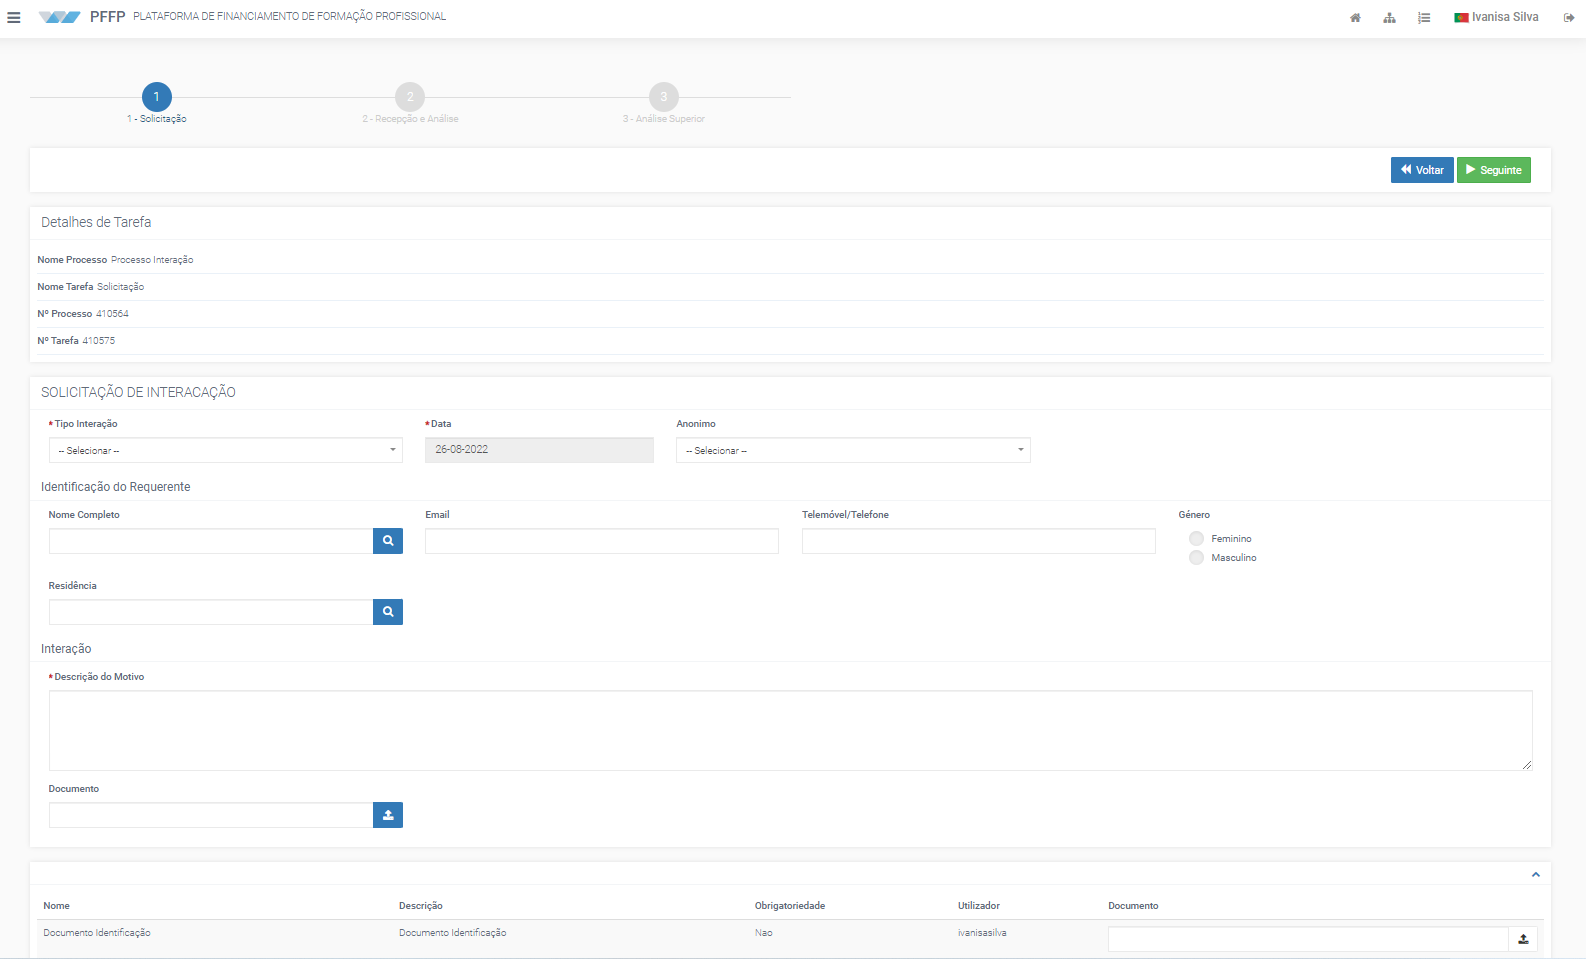 PFFP PLATAFORMA DE FINANCIAMENTO DE FORMAÇÃO PROFISSIONAL
Ivanisa Silva
1 2 3
1 - Solicitação 2 - Recepção e Análise 3 - Análise Superior
Voltar Seguinte
Detalhes de Tarefa
Nome Processo Processo Interação
Nome Tarefa Solicitação
Nº Processo 410564
Nº Tarefa 410575
SOLICITAÇÃO DE INTERACAÇÃO
* Tipo Interação * Data Anonimo
-- Selecionar -- 26-08-2022 -- Selecionar --
Identificação do Requerente
Nome Completo Email Telemóvel/Telefone Género
Feminino
Masculino
Residência
Interação
* Descrição do Motivo
Documento
Nome Descrição Obrigatoriedade Utilizador Documento
Documento Identificação Documento Identificação Nao ivanisasilva